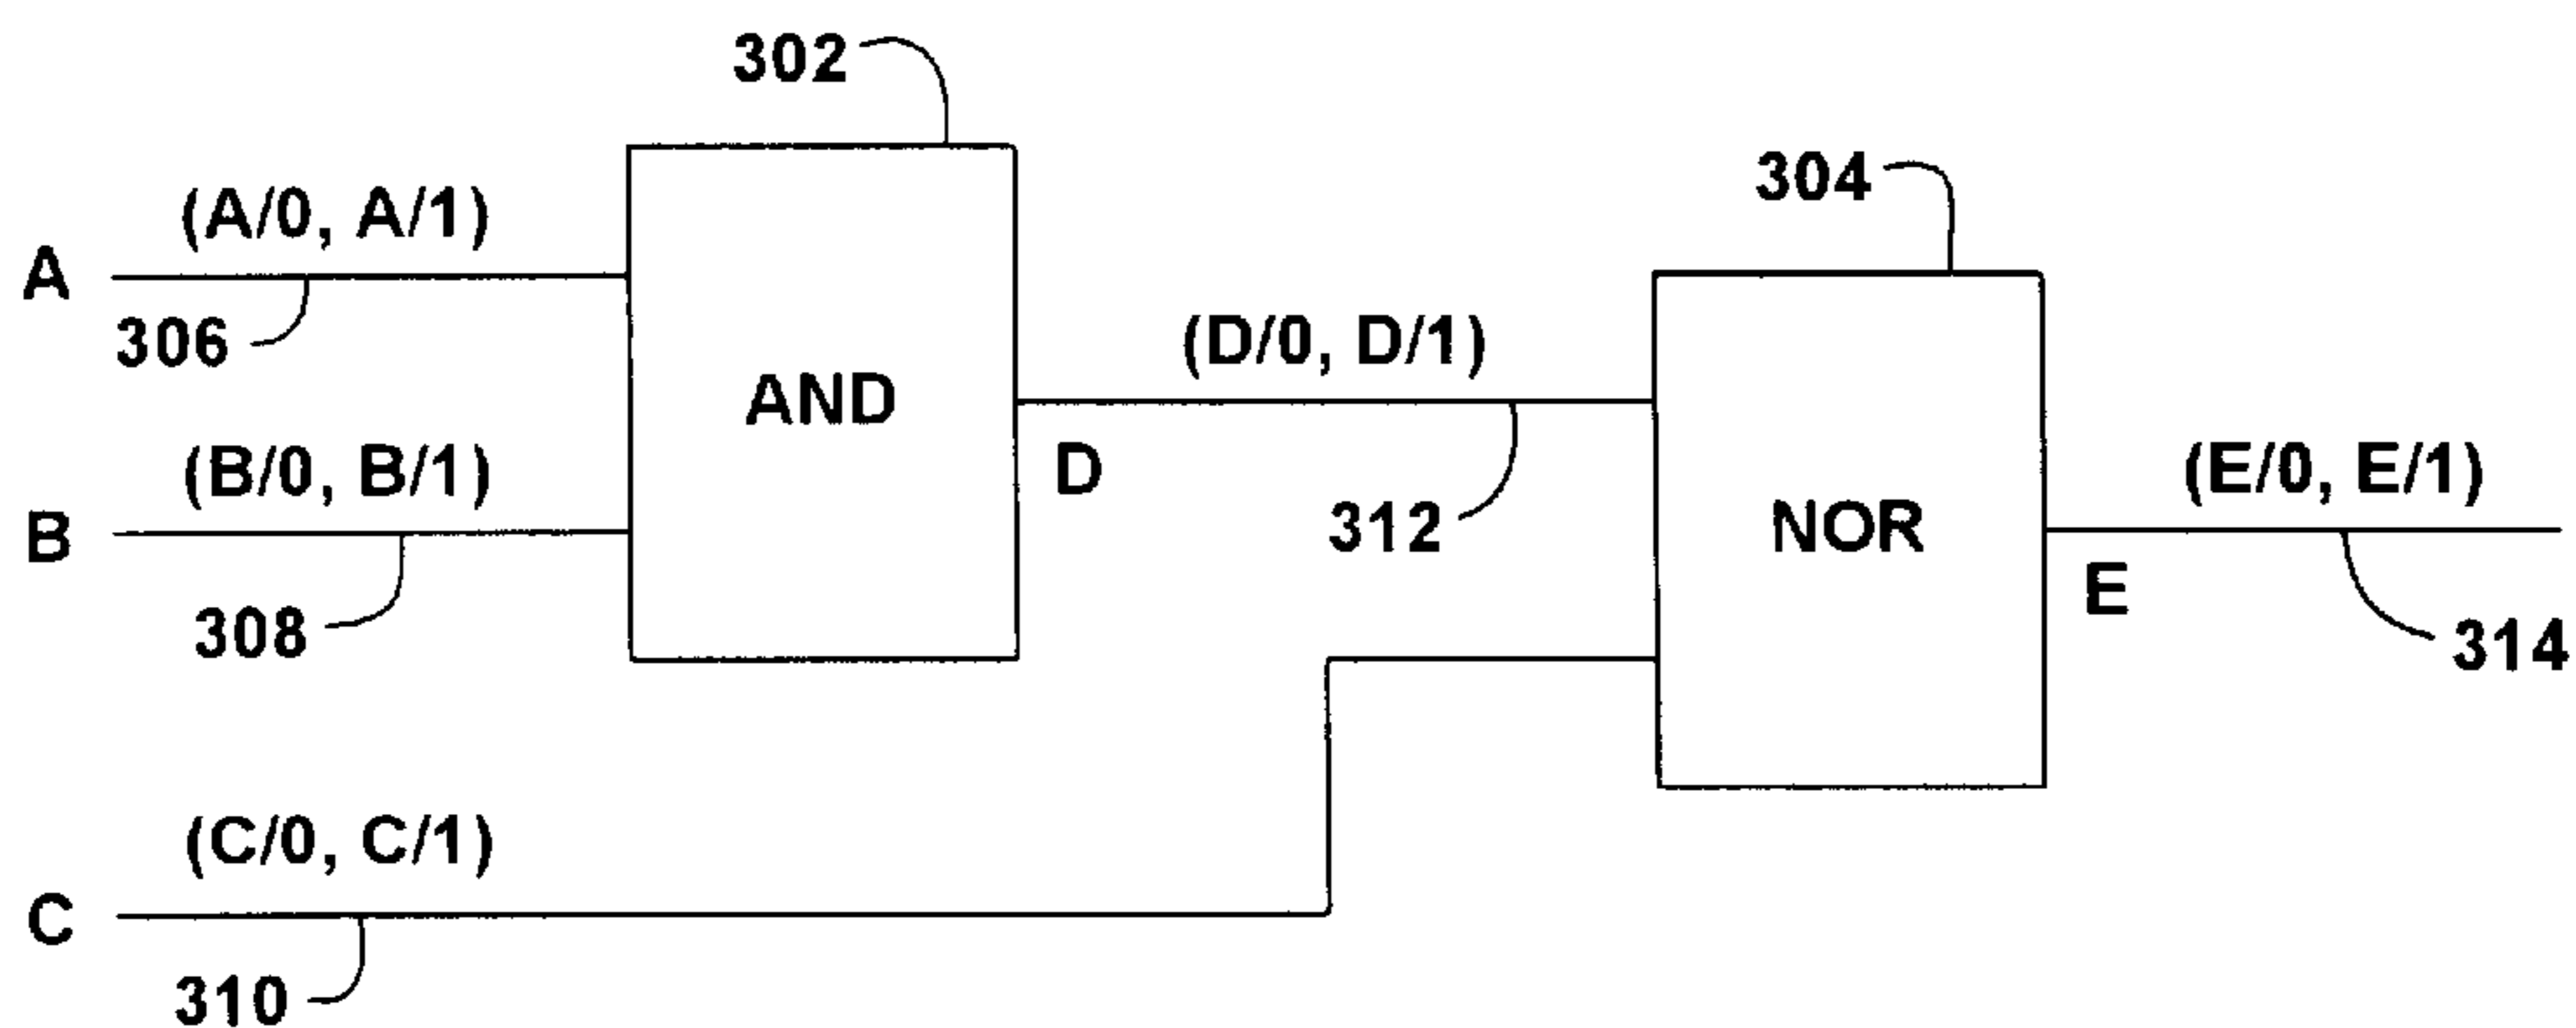 302
304
(A/0, A/1)
A
306
AND
(D/0, D/1)
D
312
(B/0, B/1)
B
308
NOR
(E/0, E/1)
E
314
(C/0, C/1)
C
310